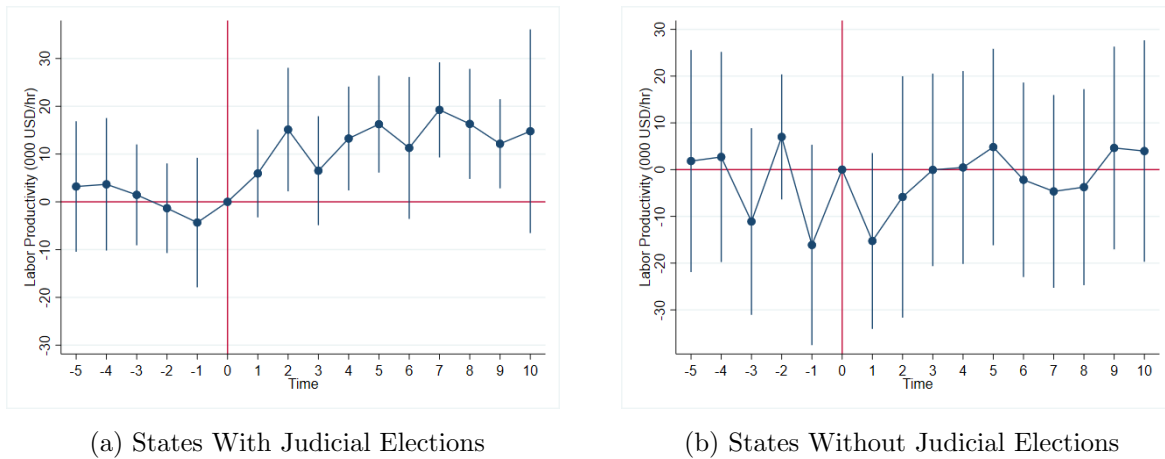 Labor Productivity (000 USD/hr)
30
20
10
0
-10
-20
-30
-5 -4 -3 -2 -1 0 1 2 3 4 5 6 7 8 9 10
Time
(a) States With Judicial Elections
Labor Productivity (000 USD/hr)
30
20
10
0
-10
-20
-30
-5 -4 -3 -2 -1 0 1 2 3 4 5 6 7 8 9 10
Time
(b) States Without Judicial Elections